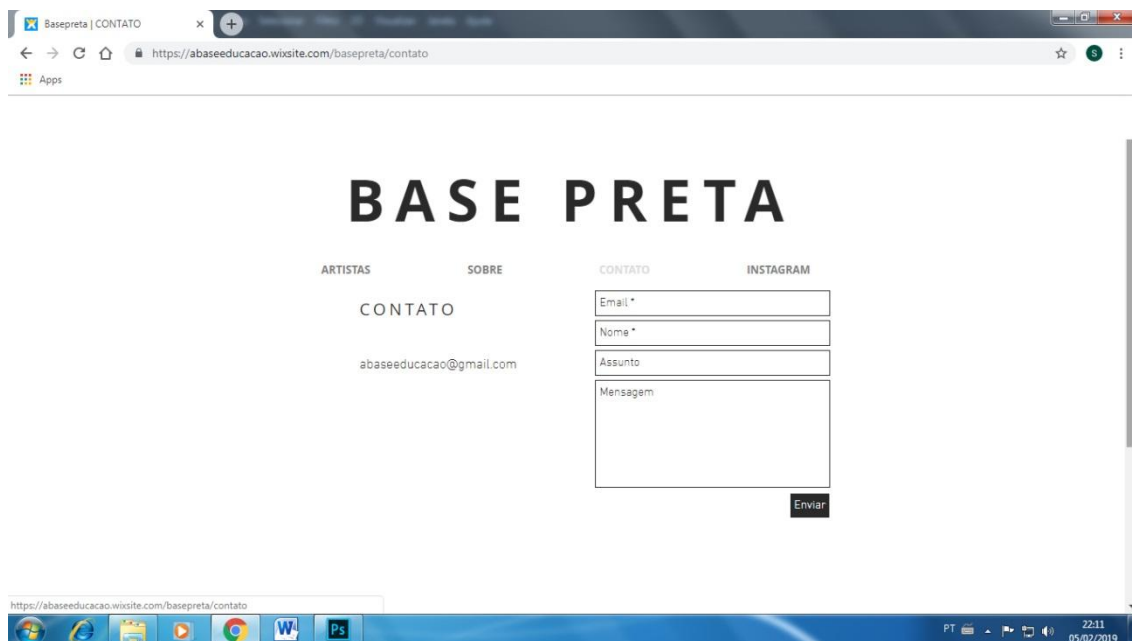 Basepreta | CONTATO
https://abaseeducacao.wixsite.com/basepreta/contato
S
Apps
BASE PRETA
ARTISTAS SOBRE CONTATO INSTAGRAM
CONTATO
abaseeducacao@gmail.com
Email *
Nome *
Assunto
Mensagem
Enviar
https://abaseeducacao.wixsite.com/basepreta/contato
W Ps PT 22:11
05/02/2019